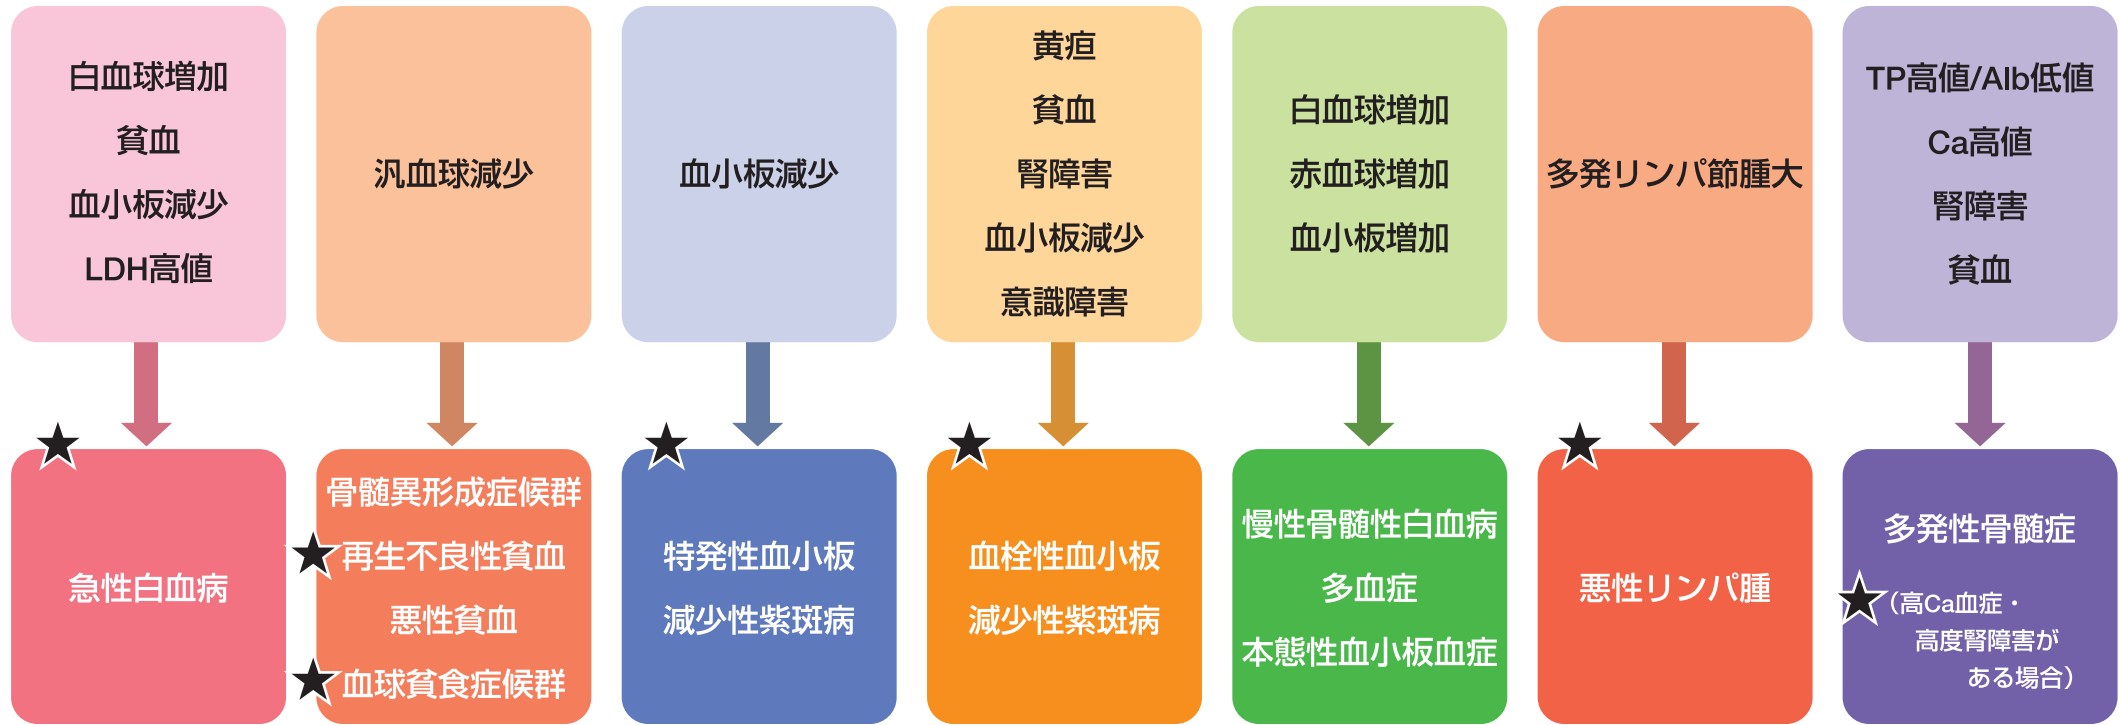 白血球増加
貧血
血小板減少
LDH高値
汎血球減少
血小板減少
黄疸
貧血
腎障害
血小板減少
意識障害
白血球増加
赤血球増加
血小板増加
多発リンパ節腫大
TP高値/Alb低値
Ca高値
腎障害
貧血
急性白血病
骨髄異形成症候群
再生不良性貧血
悪性貧血
血球貪食症候群
特発性血小板
減少性紫斑病
血栓性血小板
減少性紫斑病
慢性骨髄性白血病
多血症
本態性血小板血症
悪性リンパ腫
多発性骨髄症
（高Ca血症・
高度腎障害が
ある場合）